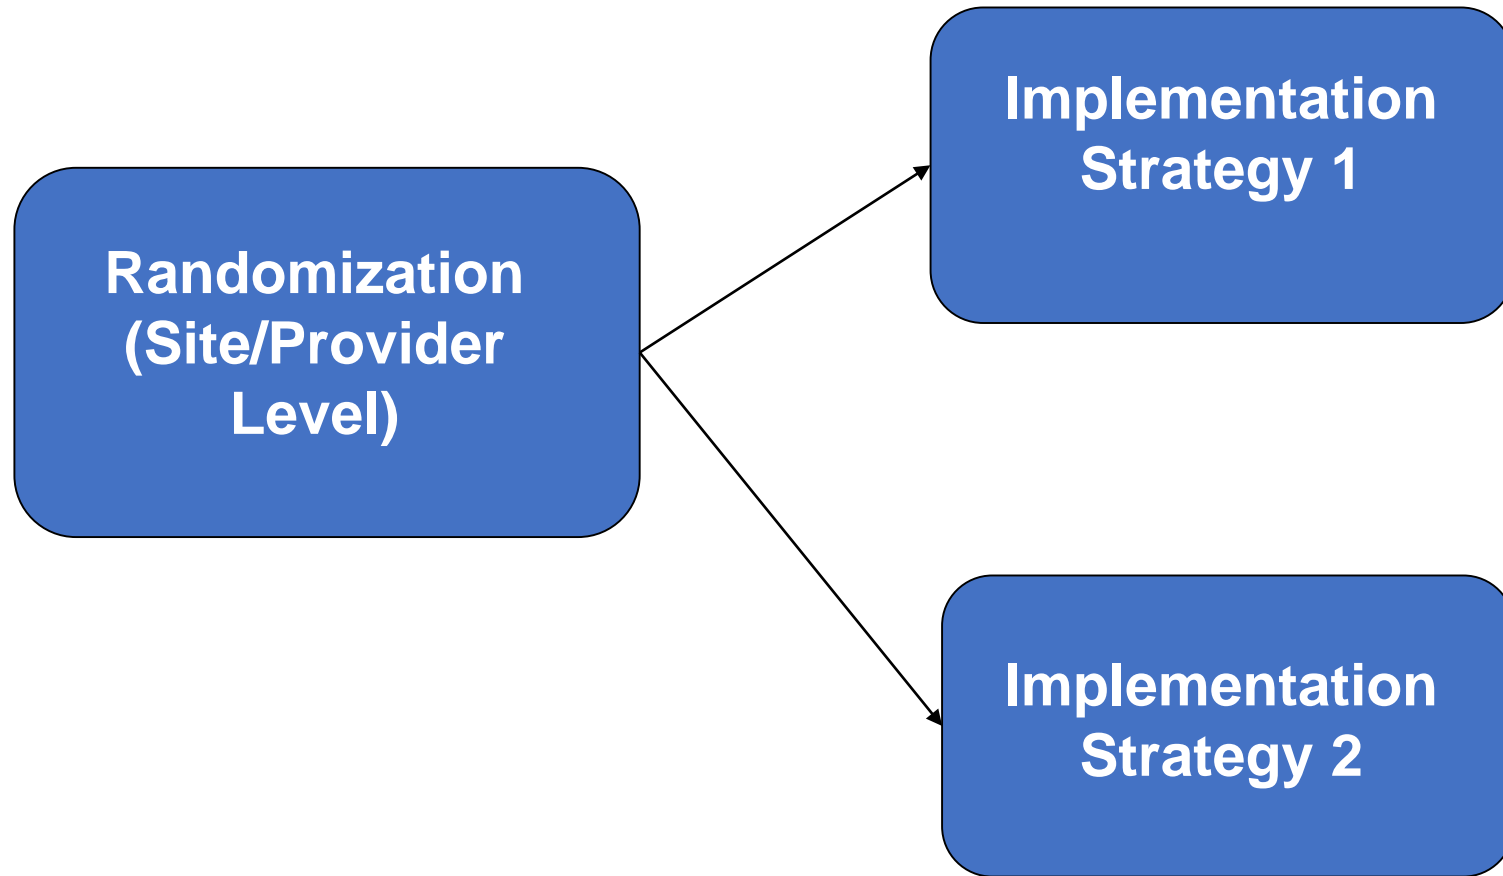 Randomization
(Site/Provider
Level)
Implementation
Strategy 1
Implementation
Strategy 2